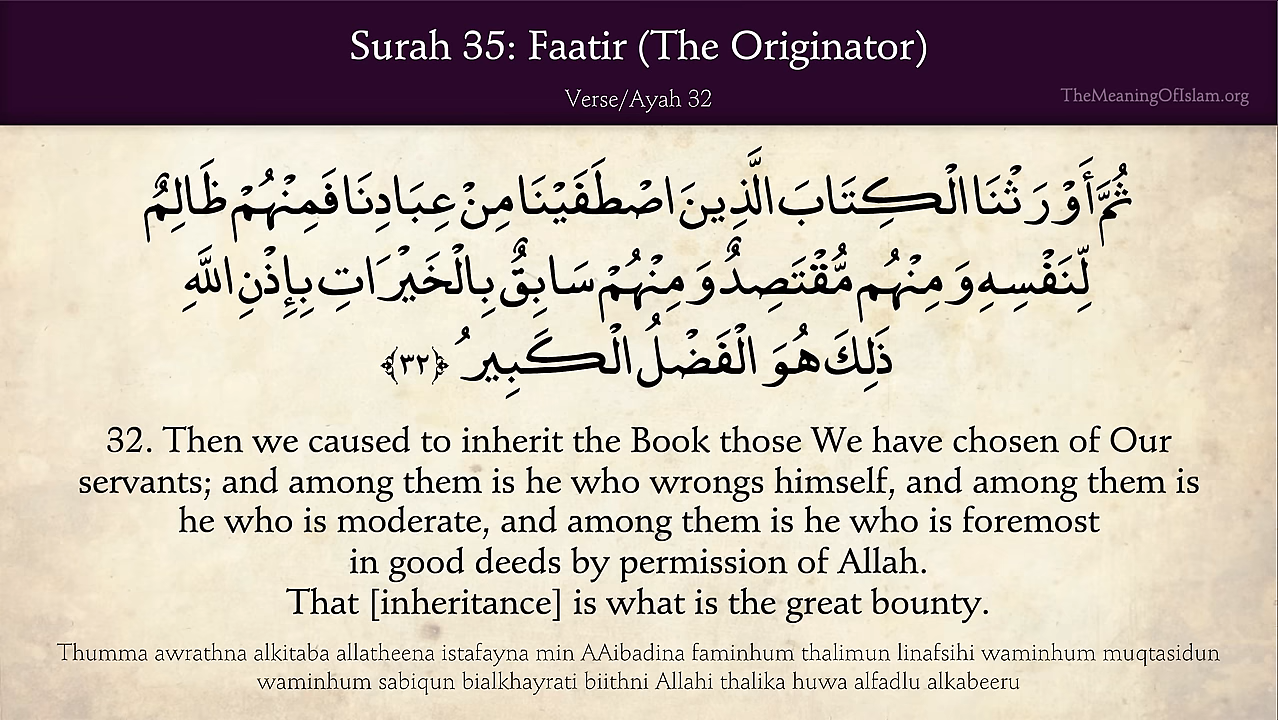 Surah 35: Faatir (The Originator)
Verse/Ayah 32
TheMeaningOfIslam.org
ثُمَّ أَوْرَثْنَا الْكِتَابَ الَّذِينَ اصْطَفَيْنَا مِنْ عِبَادِنَا فَمِنْهُمْ ظَالِمٌ
لِّنَفْسِهِ وَمِنْهُم مُّقْتَصِدٌ وَمِنْهُمْ سَابِقٌ بِالْخَيْرَاتِ بِإِذْنِ اللَّهِ
ذَلِكَ هُوَ الْفَضْلُ الْكَبِيرُ ﴿٣٢﴾
32. Then we caused to inherit the Book those We have chosen of Our
servants; and among them is he who wrongs himself, and among them is
he who is moderate, and among them is he who is foremost
in good deeds by permission of Allah.
That [inheritance] is what is the great bounty.
Thumma awrathna alkitaba allatheena istafayna min AAibadina faminhum thalimun linafsihi waminhum muqtasidun
waminhum sabiqun bialkhayrati biithni Allahi thalika huwa alfadlu alkabeeru